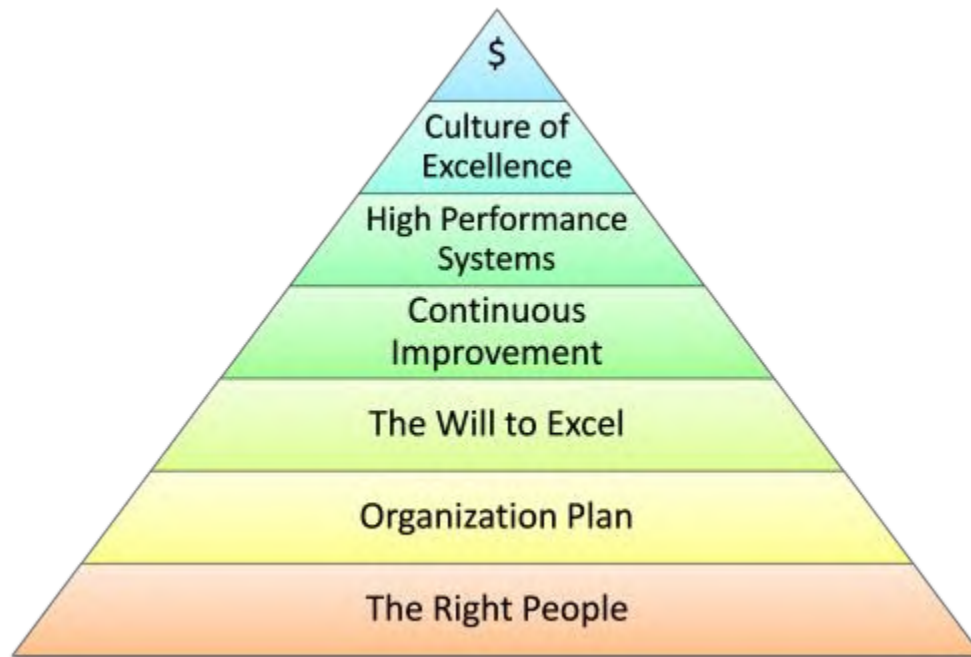 $
Culture of
Excellence
High Performance
Systems
Continuous
Improvement
The Will to Excel
Organization Plan
The Right People